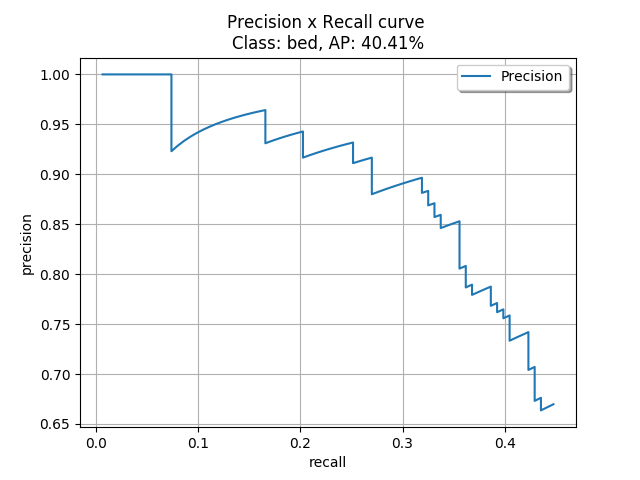 Precision x Recall curve
Class: bed, AP: 40.41%
Precision
1.00
0.95
0.90
0.85
0.80
0.75
0.70
0.65
precision
0.0 0.1 0.2 0.3 0.4
recall